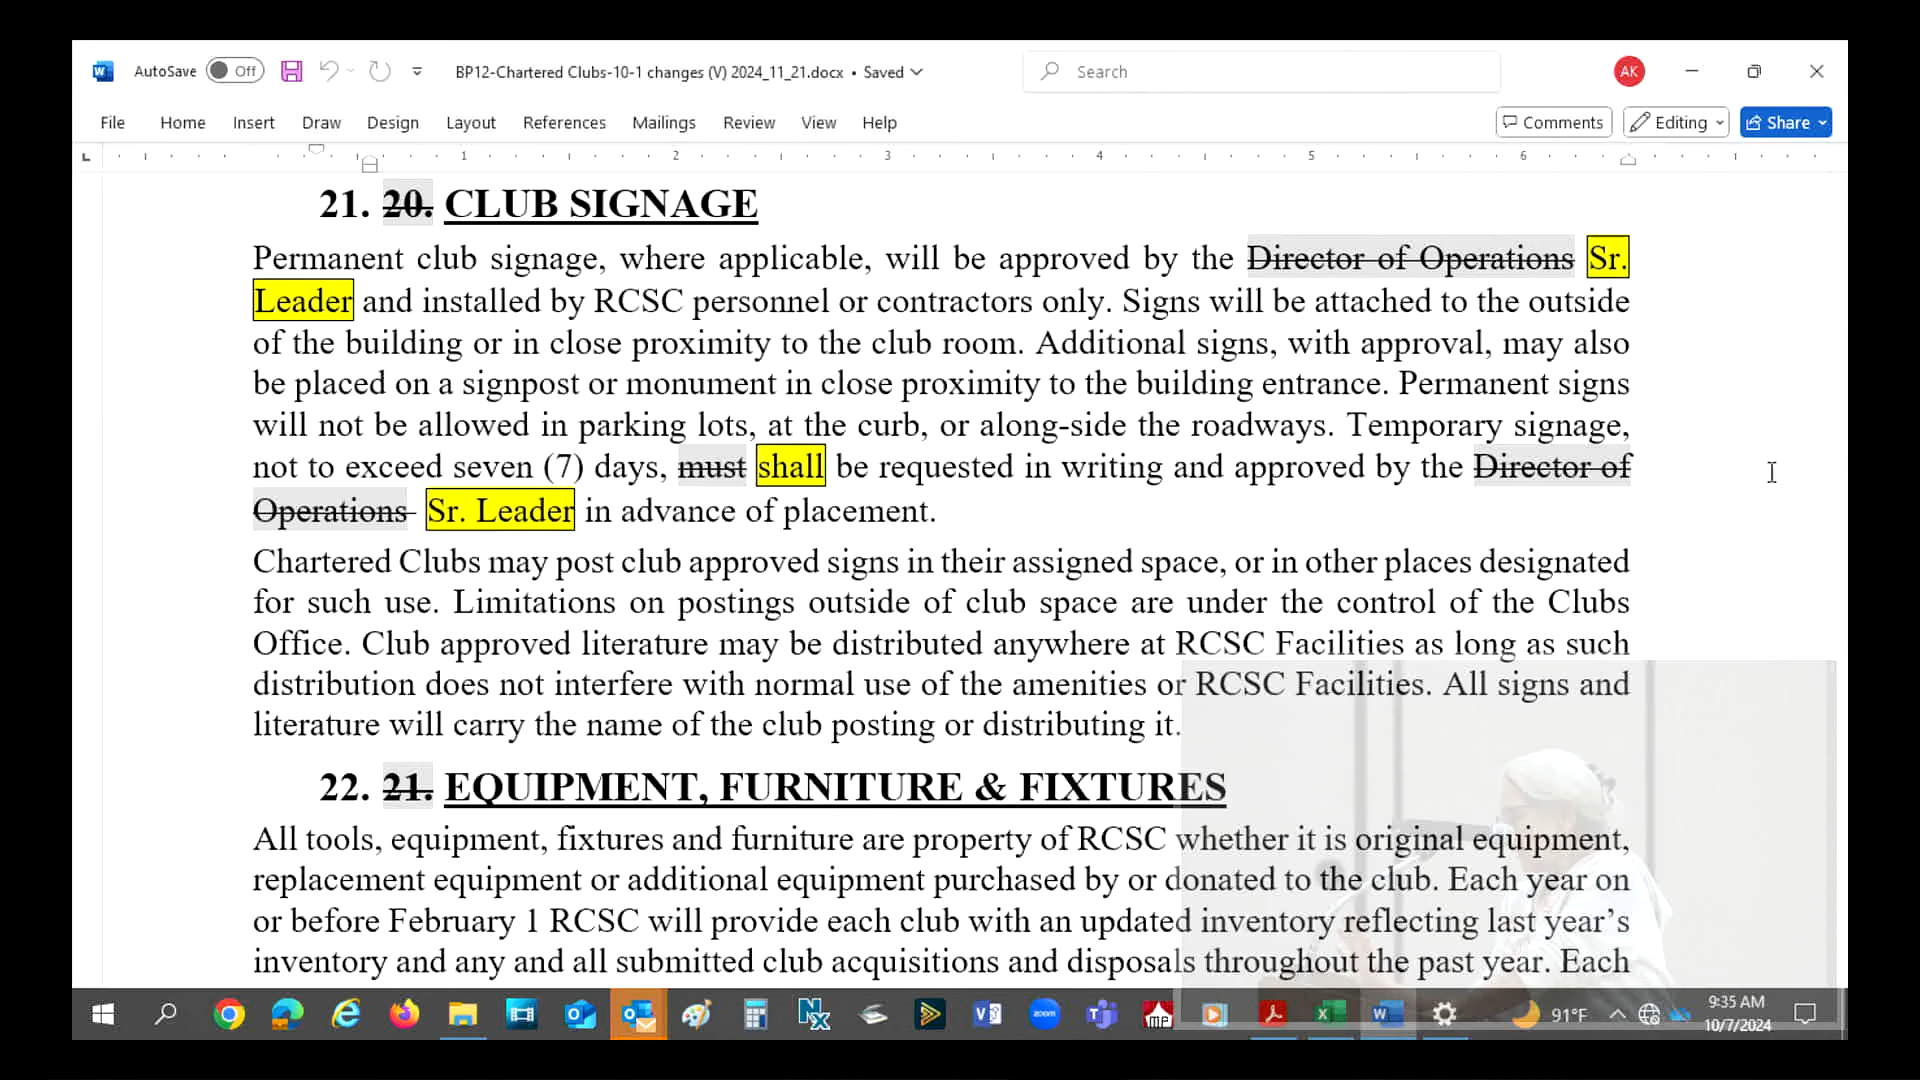 AutoSave Off BP12-Chartered Clubs-10-1 changes (V) 2024_11_21.docx • Saved Search AK
File Home Insert Draw Design Layout References Mailings Review View Help Comments Editing Share
1 2 3 4 5 6
21. 20. CLUB SIGNAGE
Permanent club signage, where applicable, will be approved by the Director of Operations Sr.
Leader and installed by RCSC personnel or contractors only. Signs will be attached to the outside
of the building or in close proximity to the club room. Additional signs, with approval, may also
be placed on a signpost or monument in close proximity to the building entrance. Permanent signs
will not be allowed in parking lots, at the curb, or along-side the roadways. Temporary signage,
not to exceed seven (7) days, must shall be requested in writing and approved by the Director of
Operations Sr. Leader in advance of placement.
Chartered Clubs may post club approved signs in their assigned space, or in other places designated
for such use. Limitations on postings outside of club space are under the control of the Clubs
Office. Club approved literature may be distributed anywhere at RCSC Facilities as long as such
distribution does not interfere with normal use of the amenities or RCSC Facilities. All signs and
literature will carry the name of the club posting or distributing it.
22. 21. EQUIPMENT, FURNITURE & FIXTURES
All tools, equipment, fixtures and furniture are property of RCSC whether it is original equipment,
replacement equipment or additional equipment purchased by or donated to the club. Each year on
or before February 1 RCSC will provide each club with an updated inventory reflecting last year’s
inventory and any and all submitted club acquisitions and disposals throughout the past year. Each
zoom MP 91°F 9:35 AM
10/7/2024